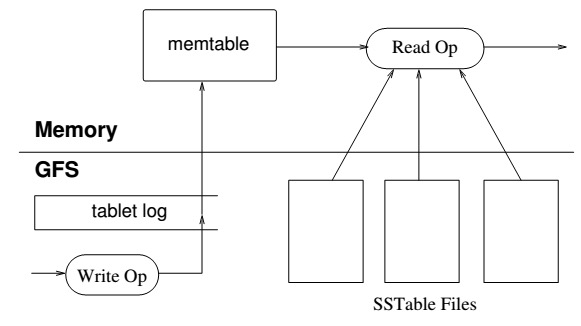 memtable
Read Op
Memory
GFS
tablet log
Write Op
SSTable Files